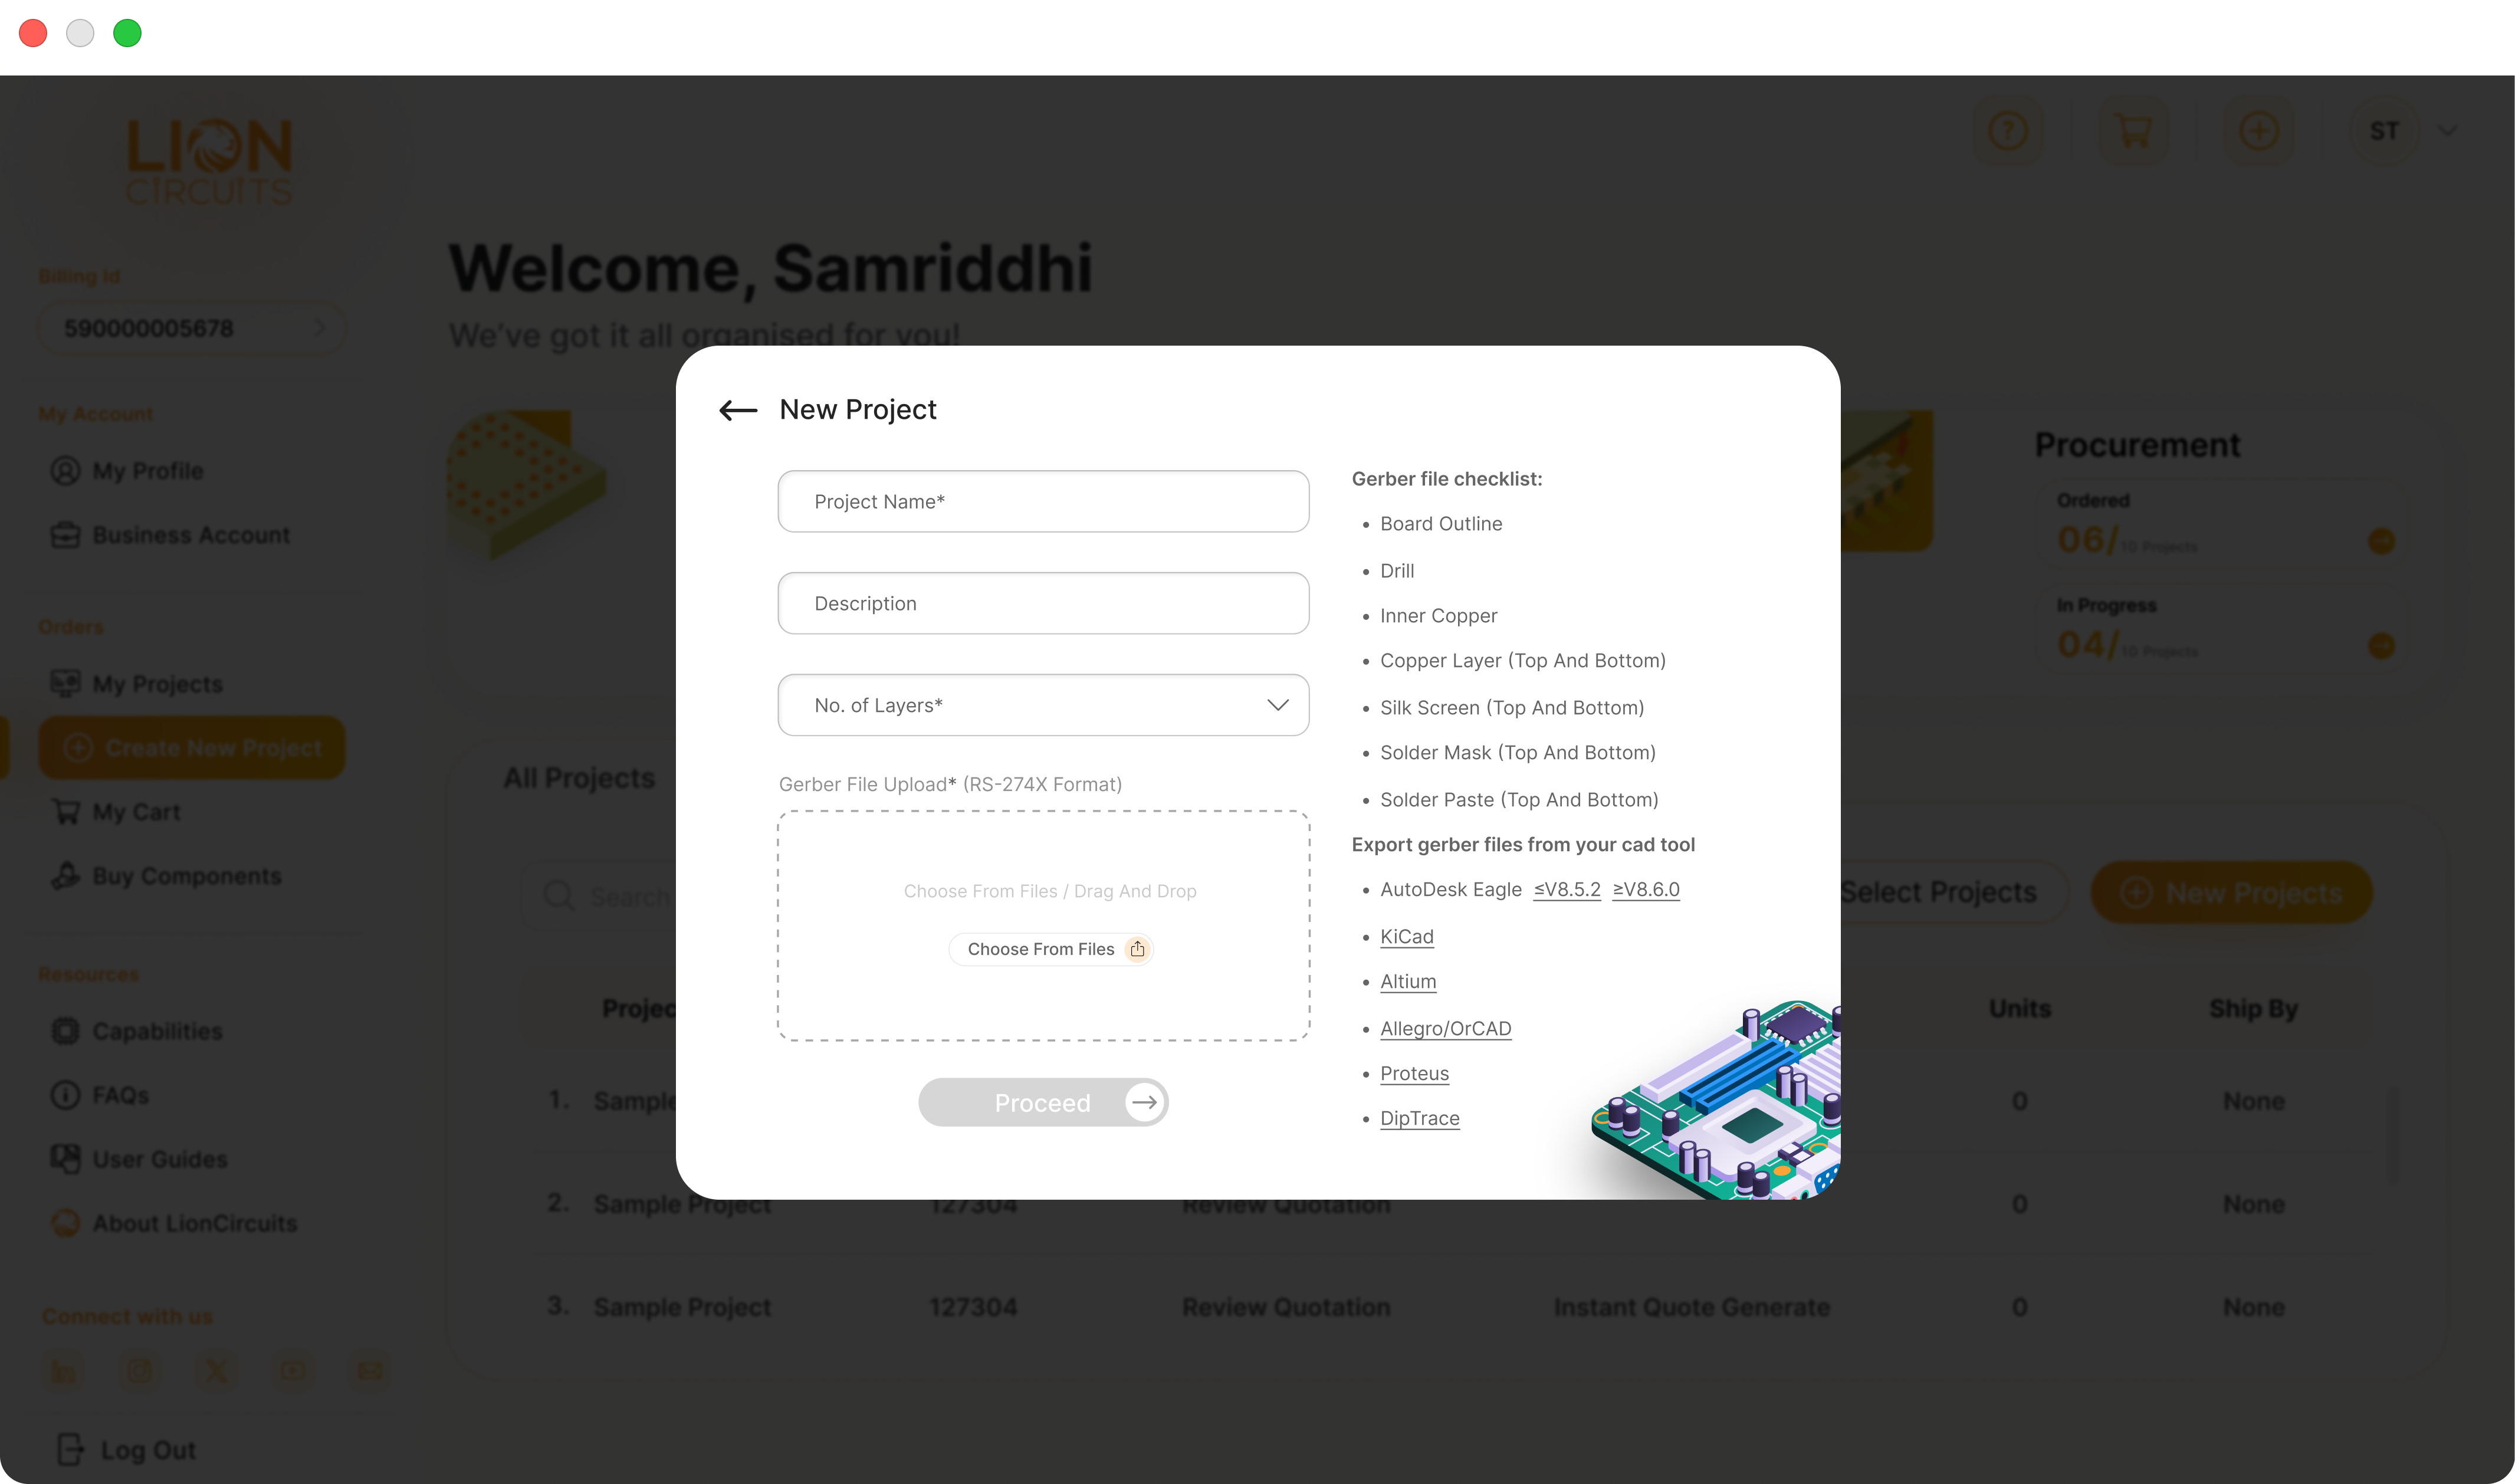 LION
CIRCUITS
ST
Billing Id
590000005678
My Account
My Profile
Business Account
Orders
My Projects
Create New Project
My Cart
Buy Components
Resources
Capabilities
FAQs
User Guides
About LionCircuits
Connect with us
Log Out
Welcome, Samriddhi
We've got it all organised for you!
Procurement
Ordered
06/10 Projects
In Progress
04/10 Projects
All Projects
Search
Select Projects
New Projects
Units
Ship By
1. Sample
0
None
2. Sample Project 127304 Review Quotation 0 None
3. Sample Project 127304 Review Quotation Instant Quote Generate 0 None
New Project
Project Name*
Description
No. of Layers*
Gerber File Upload* (RS-274X Format)
Choose From Files / Drag And Drop
Choose From Files
Proceed
Gerber file checklist:
• Board Outline
• Drill
• Inner Copper
• Copper Layer (Top And Bottom)
• Silk Screen (Top And Bottom)
• Solder Mask (Top And Bottom)
• Solder Paste (Top And Bottom)
Export gerber files from your cad tool
• AutoDesk Eagle ≤V8.5.2 ≥V8.6.0
• KiCad
• Altium
• Allegro/OrCAD
• Proteus
• DipTrace